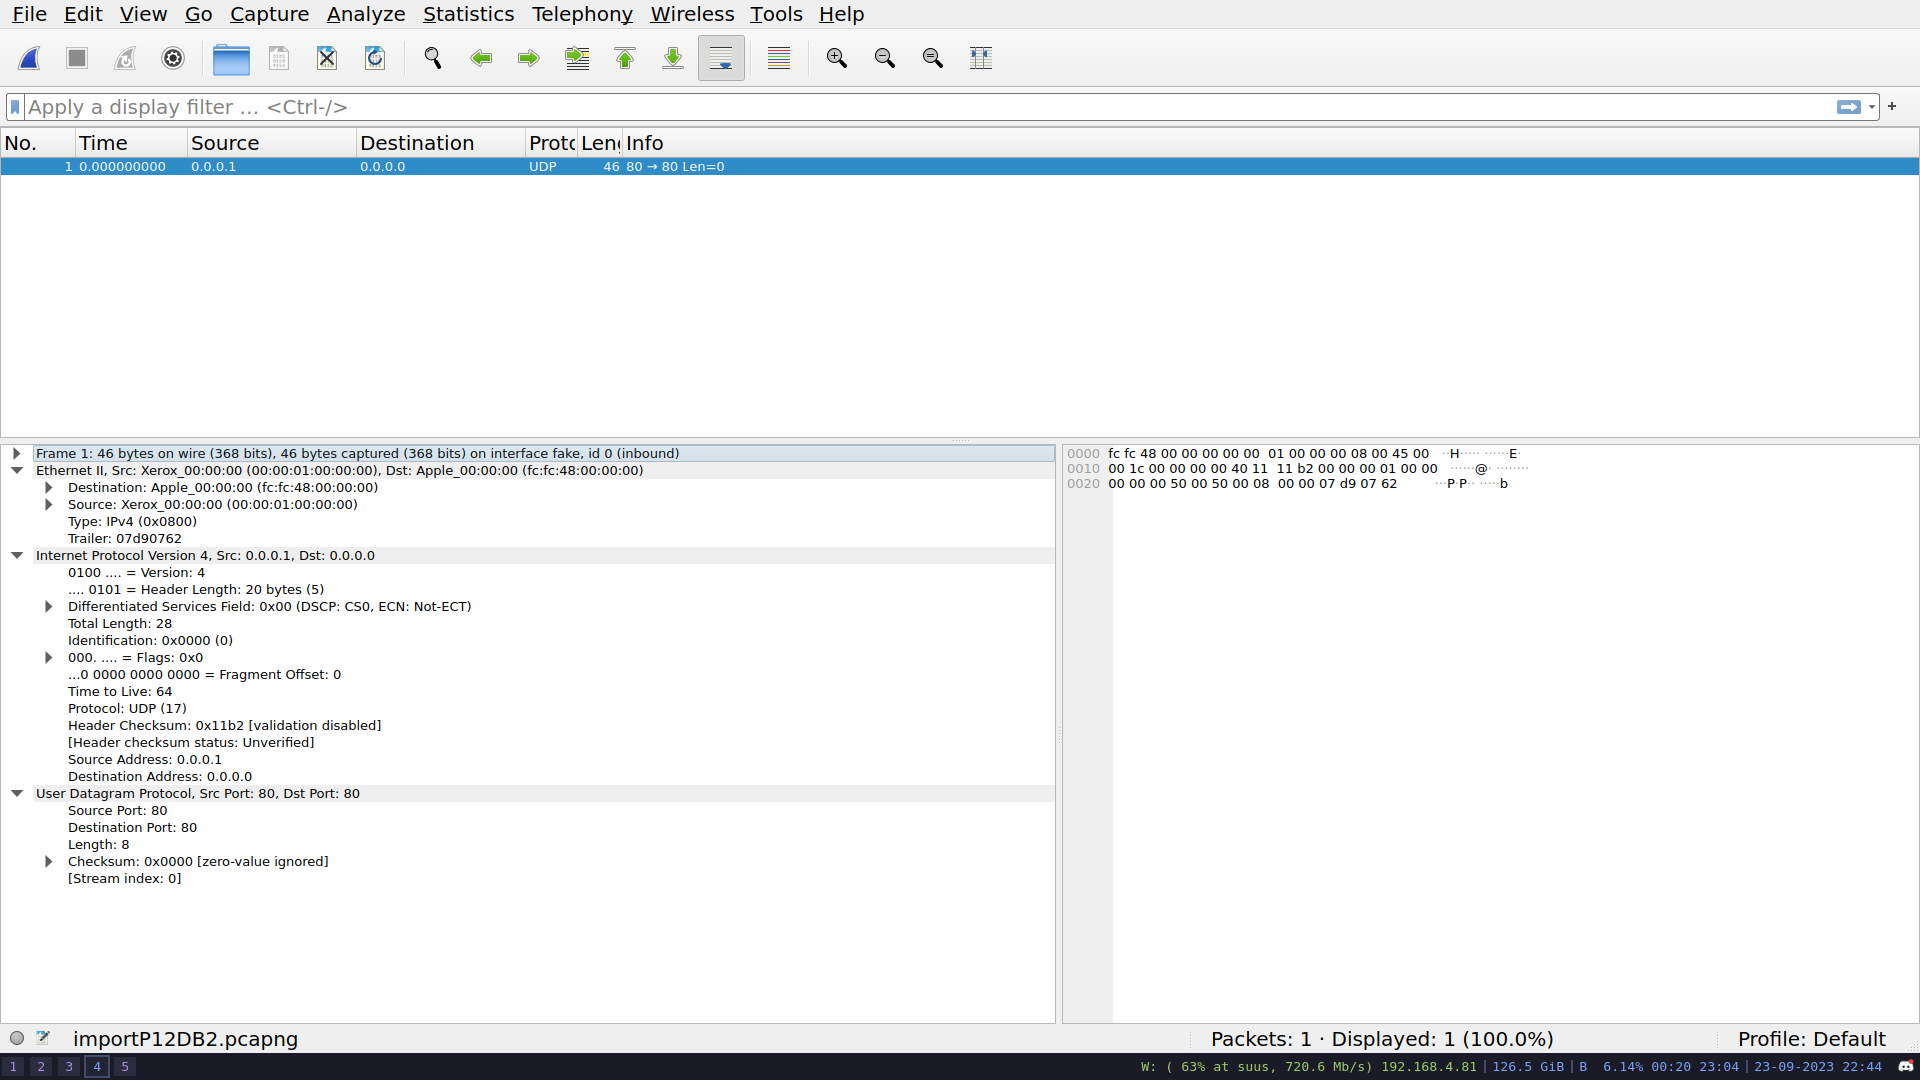 File Edit View Go Capture Analyze Statistics Telephony Wireless Tools Help
Apply a display filter … <Ctrl-/>
No. Time Source Destination Protc Leng Info
1 0.000000000 0.0.0.1 0.0.0.0 UDP 46 80 → 80 Len=0
Frame 1: 46 bytes on wire (368 bits), 46 bytes captured (368 bits) on interface fake, id 0 (inbound)
Ethernet II, Src: Xerox_00:00:00 (00:00:01:00:00:00), Dst: Apple_00:00:00 (fc:fc:48:00:00:00)
Destination: Apple_00:00:00 (fc:fc:48:00:00:00)
Source: Xerox_00:00:00 (00:00:01:00:00:00)
Type: IPv4 (0x0800)
Trailer: 07d90762
Internet Protocol Version 4, Src: 0.0.0.1, Dst: 0.0.0.0
0100 .... = Version: 4
.... 0101 = Header Length: 20 bytes (5)
Differentiated Services Field: 0x00 (DSCP: CS0, ECN: Not-ECT)
Total Length: 28
Identification: 0x0000 (0)
000. .... = Flags: 0x0
...0 0000 0000 0000 = Fragment Offset: 0
Time to Live: 64
Protocol: UDP (17)
Header Checksum: 0x11b2 [validation disabled]
[Header checksum status: Unverified]
Source Address: 0.0.0.1
Destination Address: 0.0.0.0
User Datagram Protocol, Src Port: 80, Dst Port: 80
Source Port: 80
Destination Port: 80
Length: 8
Checksum: 0x0000 [zero-value ignored]
[Stream index: 0]
0000 fc fc 48 00 00 00 00 00 01 00 00 00 08 00 45 00 ··H····· ······E·
0010 00 1c 00 00 00 00 40 11 11 b2 00 00 00 01 00 00 ······@· ········
0020 00 00 00 50 00 50 00 08 00 00 07 d9 07 62 ···P·P·· ·····b
importP12DB2.pcapng
Packets: 1 · Displayed: 1 (100.0%)
Profile: Default
1 2 3 4 5
W: ( 63% at suus, 720.6 Mb/s) 192.168.4.81 | 126.5 GiB | B 6.14% 00:20 23:04 | 23-09-2023 22:44